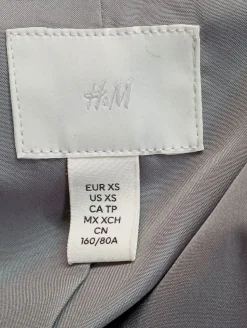 H&M
EUR XS
US XS
CA TP
MX XCH
CN
160/80A